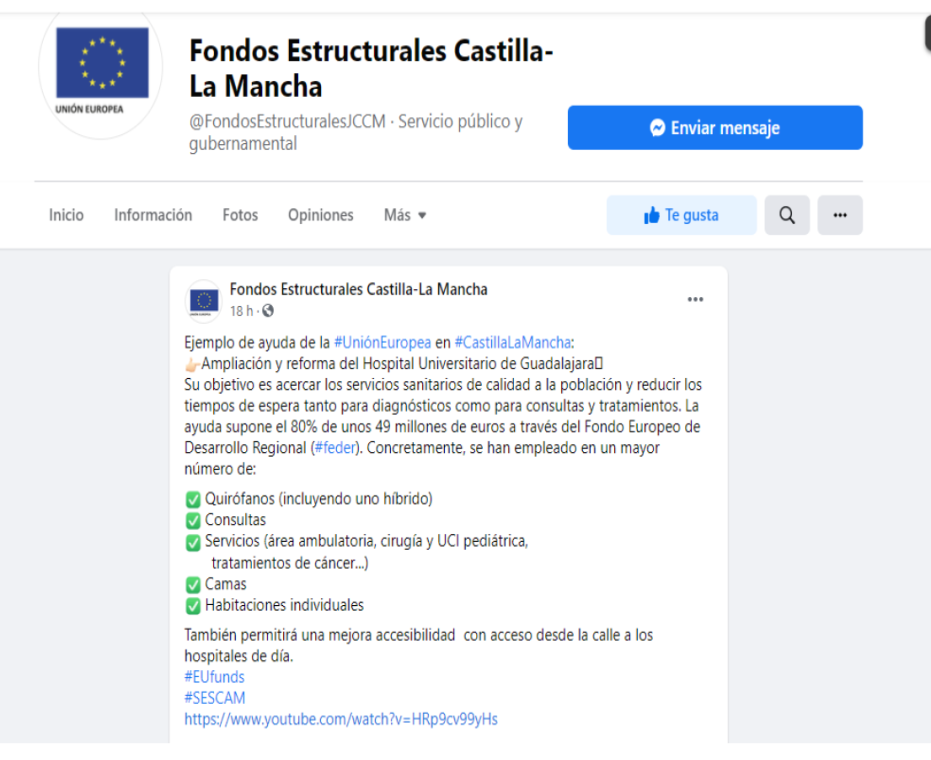 UNIÓN EUROPEA
Fondos Estructurales Castilla-
La Mancha
@FondosEstructuralesJCCM · Servicio público y
gubernamental
Enviar mensaje
Inicio Información Fotos Opiniones Más
Te gusta
Fondos Estructurales Castilla-La Mancha
18 h ·
Ejemplo de ayuda de la #UniónEuropea en #CastillaLaMancha:
👉Ampliación y reforma del Hospital Universitario de Guadalajara
Su objetivo es acercar los servicios sanitarios de calidad a la población y reducir los
tiempos de espera tanto para diagnósticos como para consultas y tratamientos. La
ayuda supone el 80% de unos 49 millones de euros a través del Fondo Europeo de
Desarrollo Regional (#feder). Concretamente, se han empleado en un mayor
número de:
✅ Quirófanos (incluyendo uno híbrido)
✅ Consultas
✅ Servicios (área ambulatoria, cirugía y UCI pediátrica,
tratamientos de cáncer...)
✅ Camas
✅ Habitaciones individuales
También permitirá una mejora accesibilidad con acceso desde la calle a los
hospitales de día.
#EUfunds
#SESCAM
https://www.youtube.com/watch?v=HRp9cv99yHs